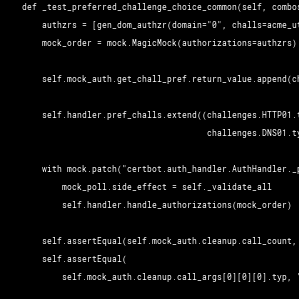 def _test_preferred_challenge_choice_common(self, combos
authzrs = [gen_dom_authzr(domain="0", challs=acme_ut
mock_order = mock.MagicMock(authorizations=authzrs)
self.mock_auth.get_chall_pref.return_value.append(ch
self.handler.pref_challs.extend((challenges.HTTP01.t
challenges.DNS01.ty
with mock.patch("certbot.auth_handler.AuthHandler._p
mock_poll.side_effect = self._validate_all
self.handler.handle_authorizations(mock_order)
self.assertEqual(self.mock_auth.cleanup.call_count,
self.assertEqual(
self.mock_auth.cleanup.call_args[0][0][0].typ, "